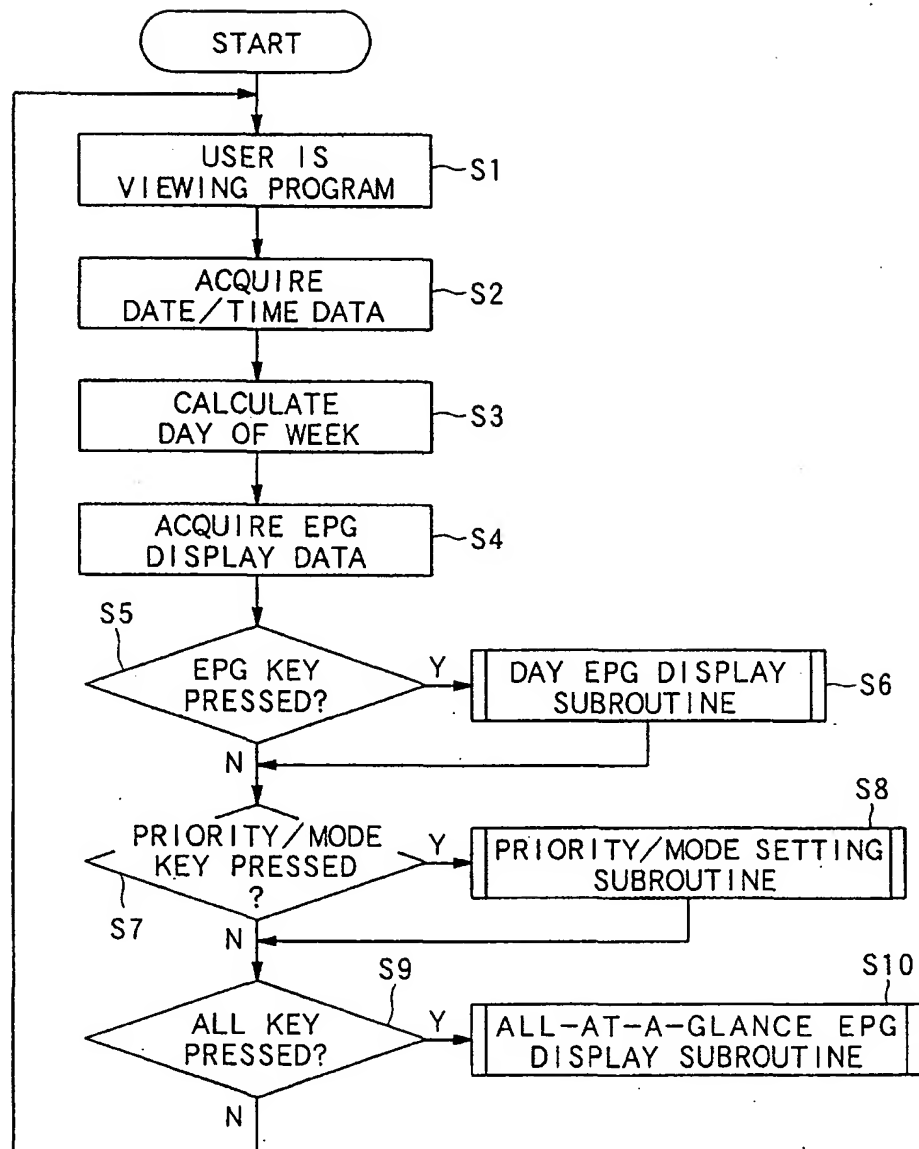 START
USER IS
VIEWING PROGRAM
S1
ACQUIRE
DATE/TIME DATA
S2
CALCULATE
DAY OF WEEK
S3
ACQUIRE EPG
DISPLAY DATA
S4
S5
EPG KEY
PRESSED?
Y
DAY EPG DISPLAY
SUBROUTINE
S6
N
PRIORITY/MODE
KEY PRESSED
?
S7
Y
S8
PRIORITY/MODE SETTING
SUBROUTINE
N
S9
ALL KEY
PRESSED?
Y
S10
ALL-AT-A-GLANCE EPG
DISPLAY SUBROUTINE
N